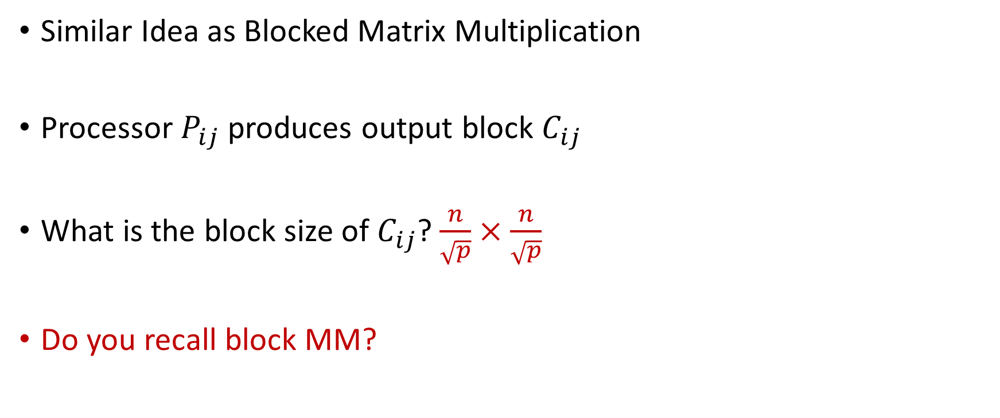 • Similar Idea as Blocked Matrix Multiplication
• Processor $P_{ij}$ produces output block $C_{ij}$
• What is the block size of $C_{ij}$? $\frac{n}{\sqrt{p}} \times \frac{n}{\sqrt{p}}$
• Do you recall block MM?